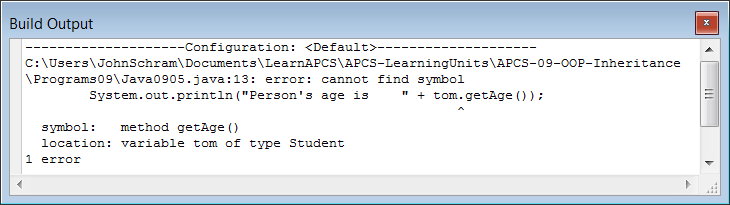 Build Output
--------------------Configuration: <Default>--------------------
C:\Users\JohnSchram\Documents\LearnAPCS\APCS-LearningUnits\APCS-09-OOP-Inheritance
\Programs09\Java0905.java:13: error: cannot find symbol
        System.out.println("Person's age is    " + tom.getAge());
                                                      ^
  symbol:   method getAge()
  location: variable tom of type Student
1 error